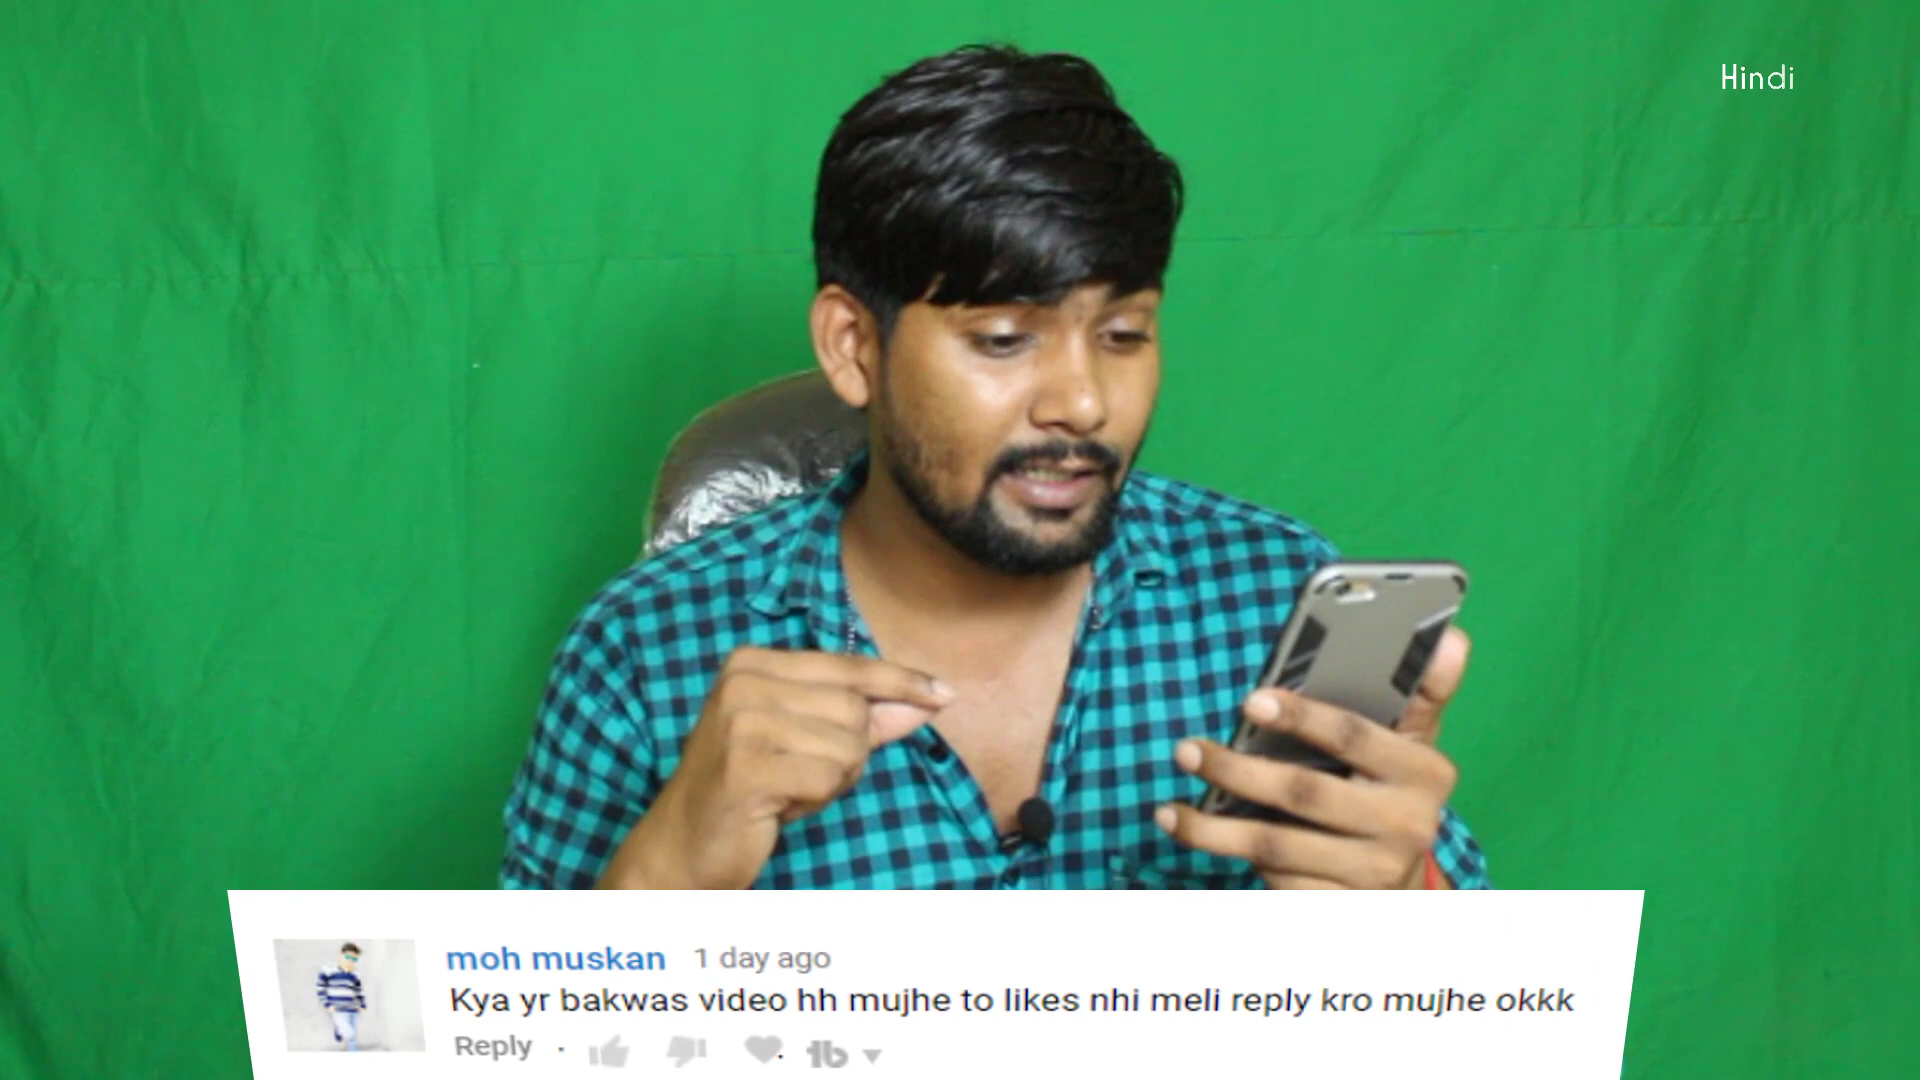 Hindi
moh muskan 1 day ago
Kya yr bakwas video hh mujhe to likes nhi meli reply kro mujhe okkk
Reply